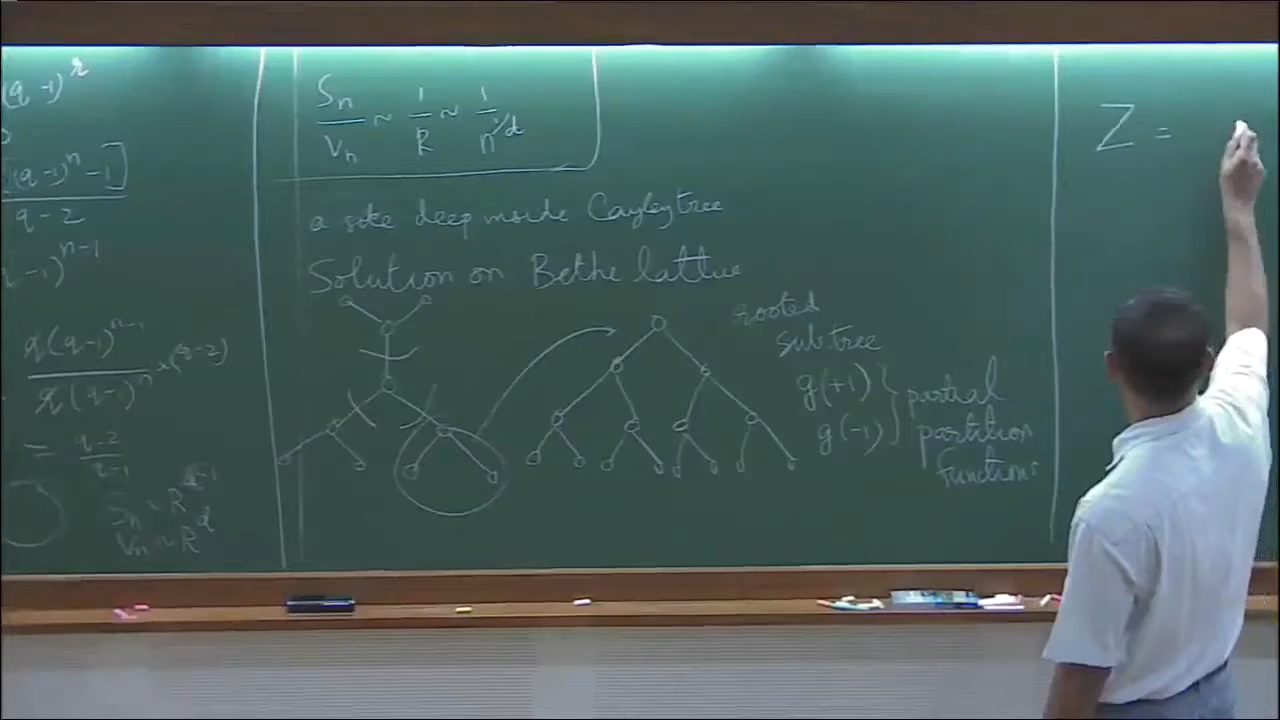 (q-1)^r
[(q-1)^n - 1]
q-2
-1)^{n-1}
q(q-1)^{n-1}
q(q-1)^n × (q-2)
= q-2
q-1
S_n ~ R^{d-1}
V_n ~ R^d
S_n / V_n ~ 1/R ~ 1/n^{1/d}
a site deep inside Cayley tree
Solution on Bethe lattice
rooted
subtree
g(+1) } partial
g(-1) } partition
functions
Z =